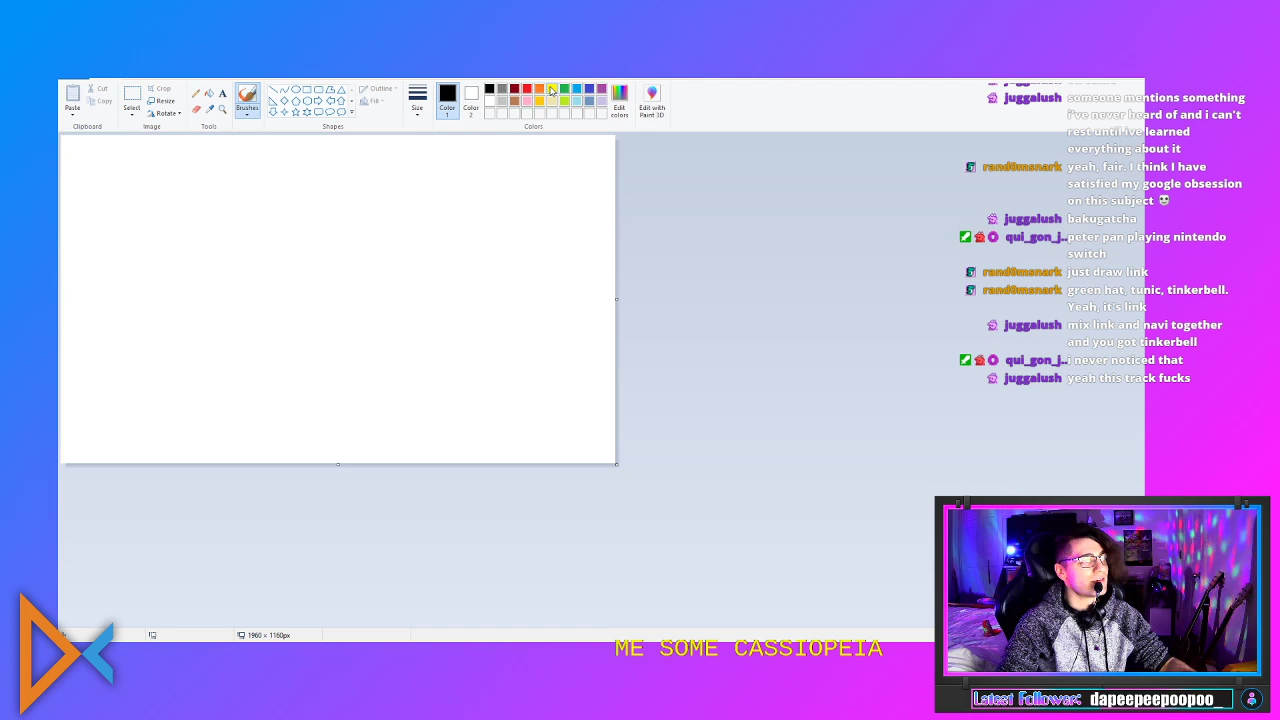 Paste
Cut
Copy
Clipboard
Select
Crop
Resize
Rotate
Image
A
Tools
Brushes
Outline
Fill
Shapes
Size
Color
1
Color
2
Colors
Edit
colors
Edit with
Paint 3D
juggalush someone mentions something
i've never heard of and i can't
rest until ive learned
everything about it
rand0msnark yeah, fair. I think I have
satisfied my google obsession
on this subject
juggalush bakugatcha
qui_gon_j.. peter pan playing nintendo
switch
rand0msnark just draw link
rand0msnark green hat, tunic, tinkerbell.
Yeah, it's link
juggalush mix link and navi together
and you got tinkerbell
qui_gon_j.. i never noticed that
juggalush yeah this track fucks
1960 × 1160px
ME SOME CASSIOPEIA
Latest Follower: dapeepeepoopoo_